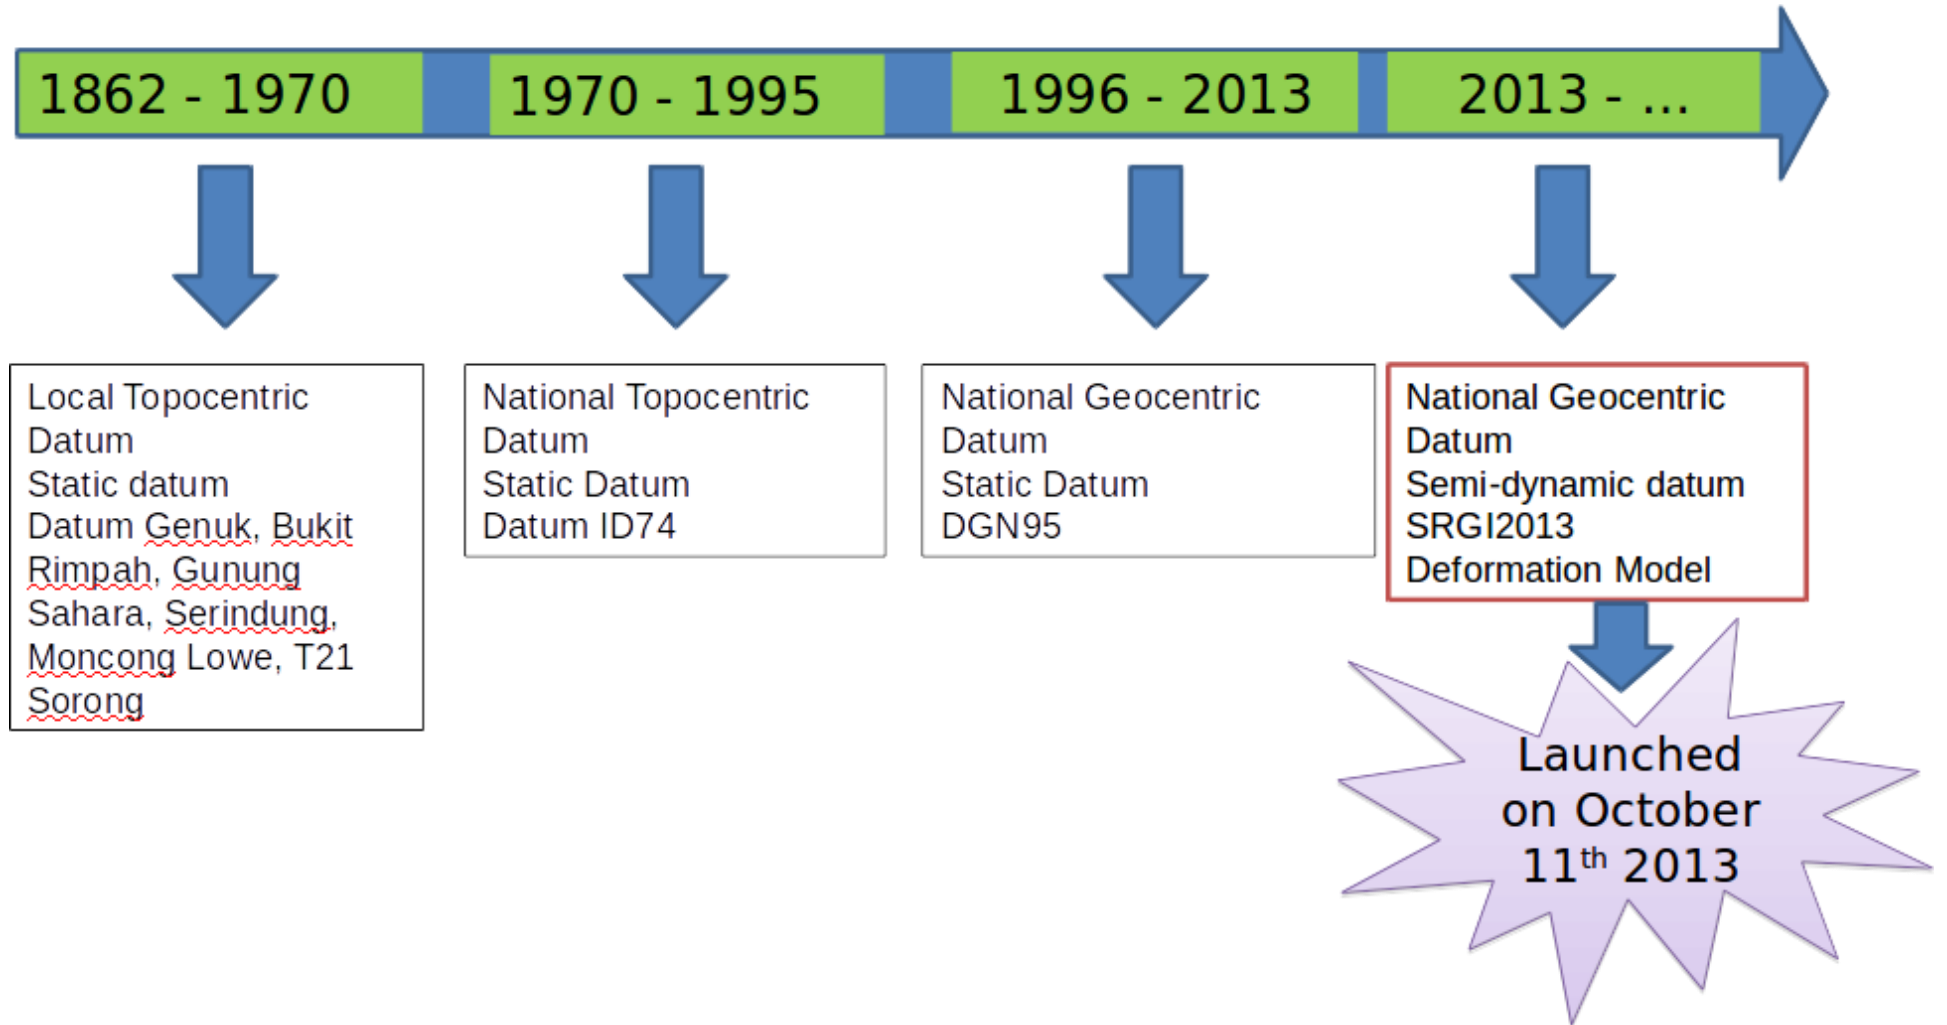 1862 - 1970
1970 - 1995
1996 - 2013
2013 - ...
Local Topocentric
Datum
Static datum
Datum Genuk, Bukit
Rimpah, Gunung
Sahara, Serindung,
Moncong Lowe, T21
Sorong
National Topocentric
Datum
Static Datum
Datum ID74
National Geocentric
Datum
Static Datum
DGN95
National Geocentric
Datum
Semi-dynamic datum
SRGI2013
Deformation Model
Launched
on October
11th 2013